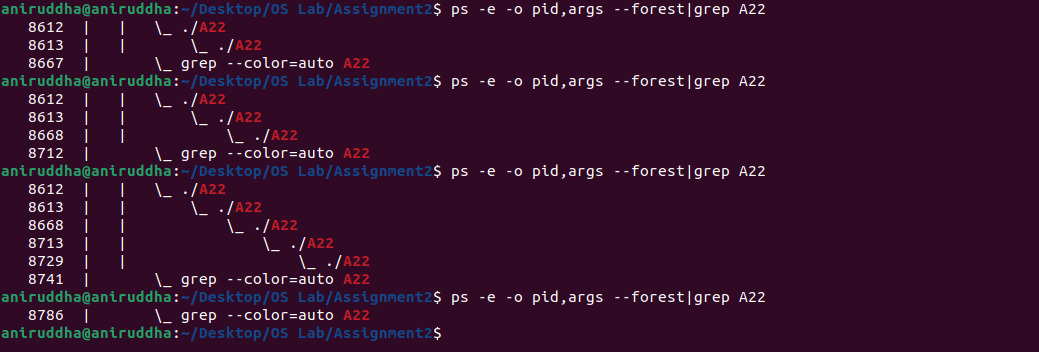 aniruddha@aniruddha:~/Desktop/OS Lab/Assignment2$ ps -e -o pid,args --forest|grep A22
   8612  |   |   \_ ./A22
   8613  |   |       \_ ./A22
   8667  |       \_ grep --color=auto A22
aniruddha@aniruddha:~/Desktop/OS Lab/Assignment2$ ps -e -o pid,args --forest|grep A22
   8612  |   |   \_ ./A22
   8613  |   |       \_ ./A22
   8668  |   |           \_ ./A22
   8712  |       \_ grep --color=auto A22
aniruddha@aniruddha:~/Desktop/OS Lab/Assignment2$ ps -e -o pid,args --forest|grep A22
   8612  |   |   \_ ./A22
   8613  |   |       \_ ./A22
   8668  |   |           \_ ./A22
   8713  |   |               \_ ./A22
   8729  |   |                   \_ ./A22
   8741  |       \_ grep --color=auto A22
aniruddha@aniruddha:~/Desktop/OS Lab/Assignment2$ ps -e -o pid,args --forest|grep A22
   8786  |       \_ grep --color=auto A22
aniruddha@aniruddha:~/Desktop/OS Lab/Assignment2$